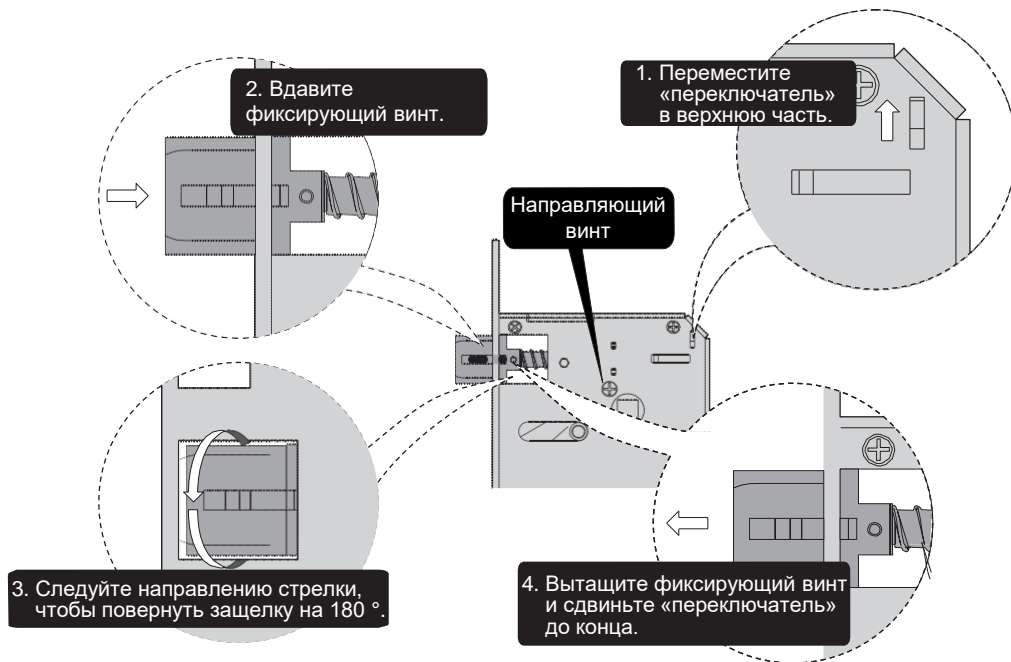 1. Переместите
«переключатель»
в верхнюю часть.
2. Вдавите
фиксирующий винт.
Направляющий
винт
3. Следуйте направлению стрелки,
чтобы повернуть защелку на 180 °.
4. Вытащите фиксирующий винт
и сдвиньте «переключатель»
до конца.